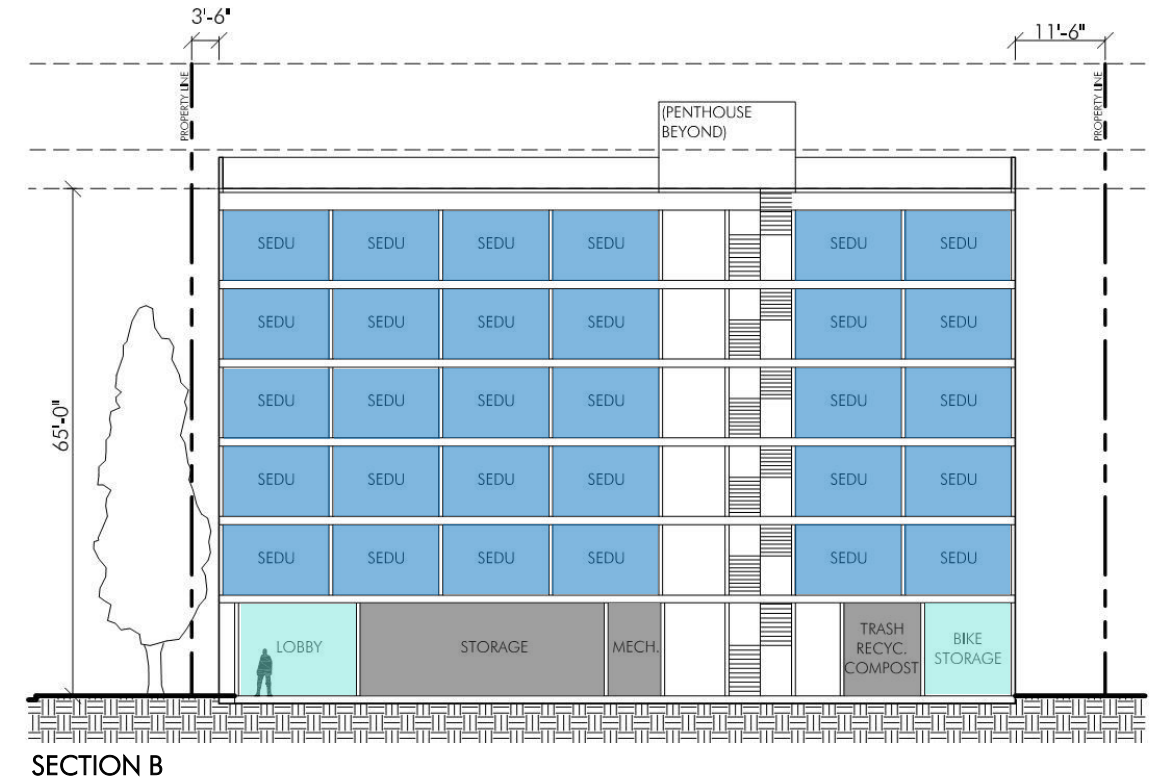 3'-6"
11'-6"
PROPERTY LINE
PROPERTY LINE
(PENTHOUSE
BEYOND)
SEDU SEDU SEDU SEDU SEDU SEDU
SEDU SEDU SEDU SEDU SEDU SEDU
65'-0"
SEDU SEDU SEDU SEDU SEDU SEDU
SEDU SEDU SEDU SEDU SEDU SEDU
SEDU SEDU SEDU SEDU SEDU SEDU
LOBBY
STORAGE
MECH.
TRASH
RECYC.
COMPOST
BIKE
STORAGE
SECTION B